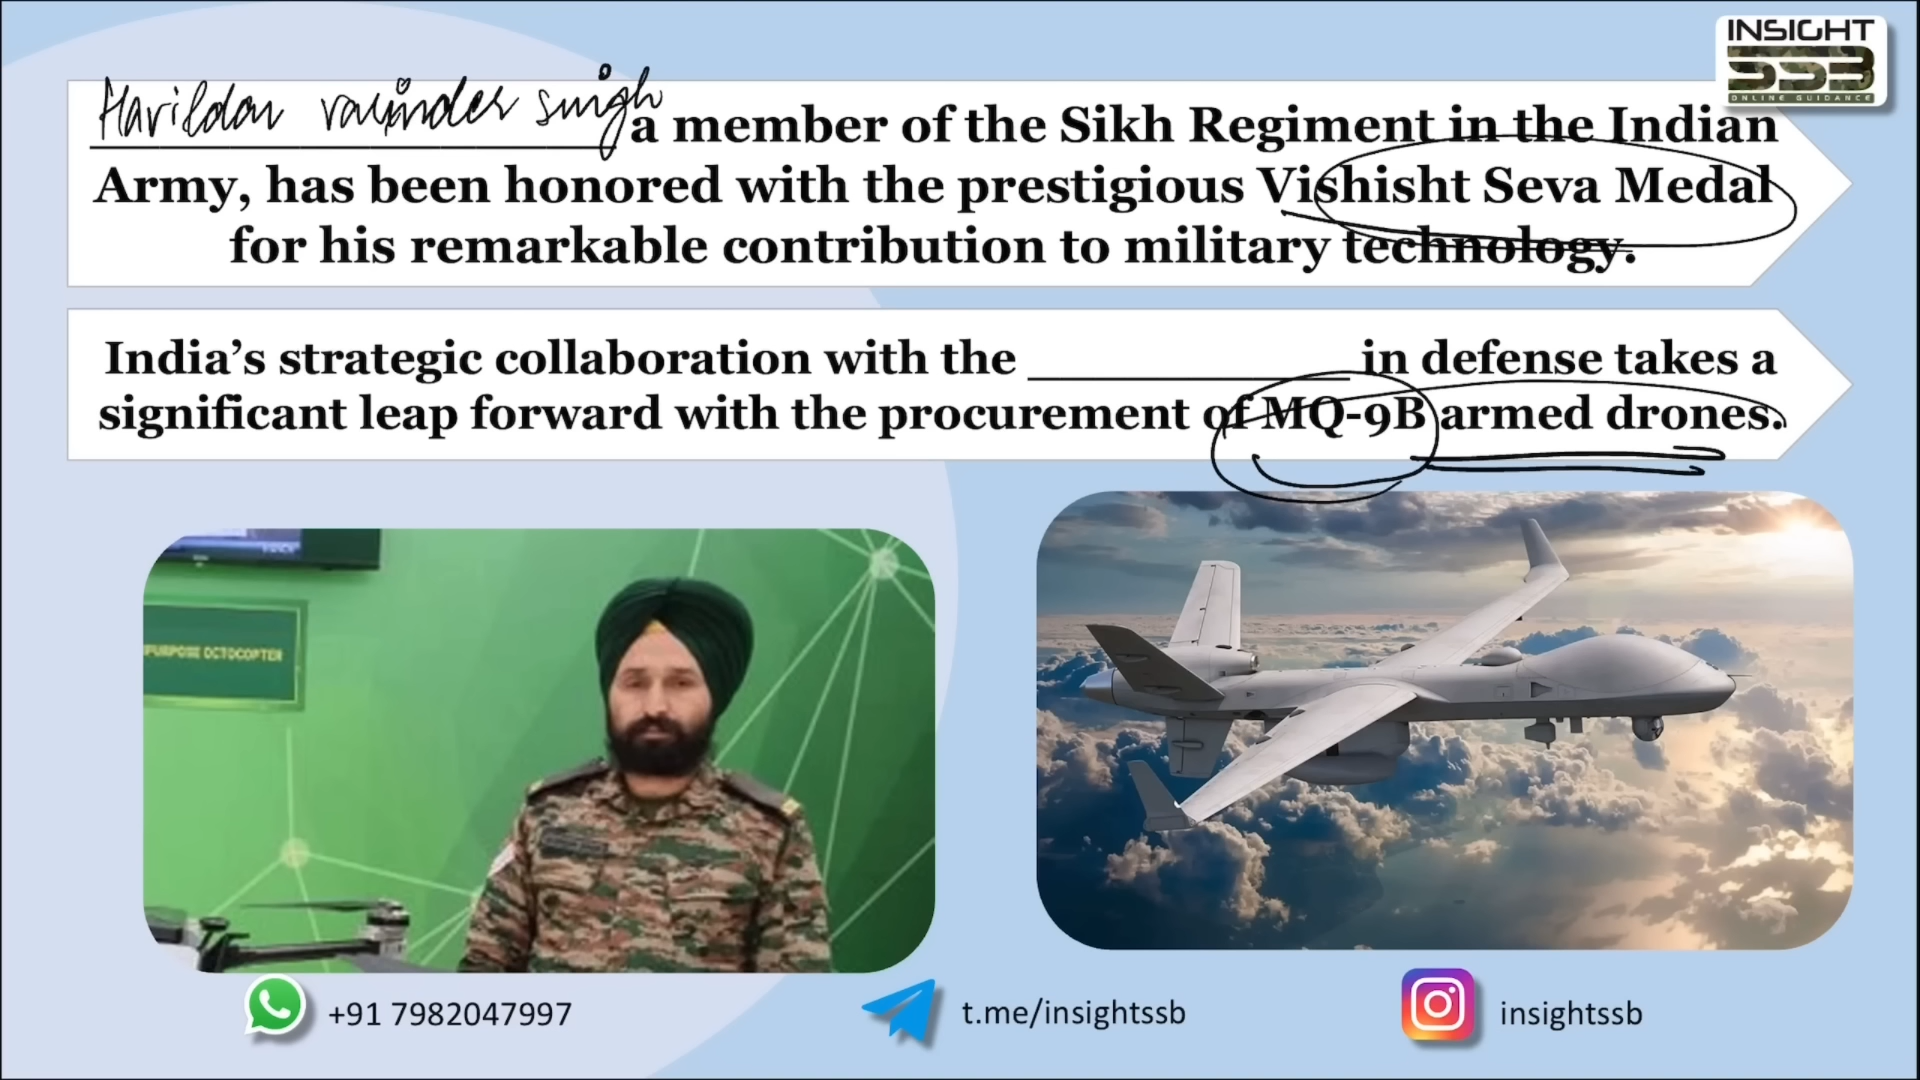 INSIGHT
SSB
ONLINE GUIDANCE
Havildar varinder singh a member of the Sikh Regiment in the Indian
Army, has been honored with the prestigious Vishisht Seva Medal
for his remarkable contribution to military technology.
India’s strategic collaboration with the ______________ in defense takes a
significant leap forward with the procurement of MQ-9B armed drones.
IPURPOSE OCTOCOPTER
+91 7982047997
t.me/insightssb
insightssb